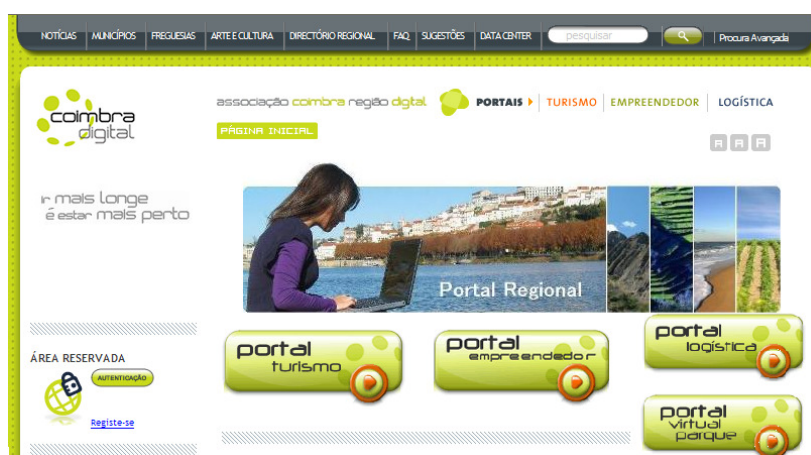 NOTÍCIAS MUNICÍPIOS FREGUESIAS ARTE E CULTURA DIRECTÓRIO REGIONAL FAQ SUGESTÕES DATA CENTER pesquisar Procura Avançada
coimbra
digital
associação coimbra região digital PORTAIS TURISMO EMPREENDEDOR LOGÍSTICA
PÁGINA INICIAL
A A A
ir mais longe
é estar mais perto
Portal Regional
ÁREA RESERVADA
AUTENTICAÇÃO
Registe-se
portal
turismo
portal
empreendedor
portal
logística
portal
virtual
parque